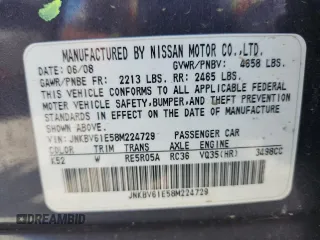 MANUFACTURED BY NISSAN MOTOR CO.,LTD.
DATE: 06/08 GVWR/PNBV: 4658 LBS.
GAWR/PNBE FR: 2213 LBS. RR: 2465 LBS.
THIS VEHICLE CONFORMS TO ALL APPLICABLE FEDERAL
MOTOR VEHICLE SAFETY, BUMPER, AND THEFT PREVENTION
STANDARDS IN EFFECT ON THE DATE OF MANUFACTURE
SHOWN ABOVE.
VIN: JNKBV61E58M224729 PASSENGER CAR
COLOR TRIM TRANS AXLE ENGINE
K52 W RE5R05A RC36 VQ35(HR) 3498CC
JNKBV61E58M224729
© DREAMBID